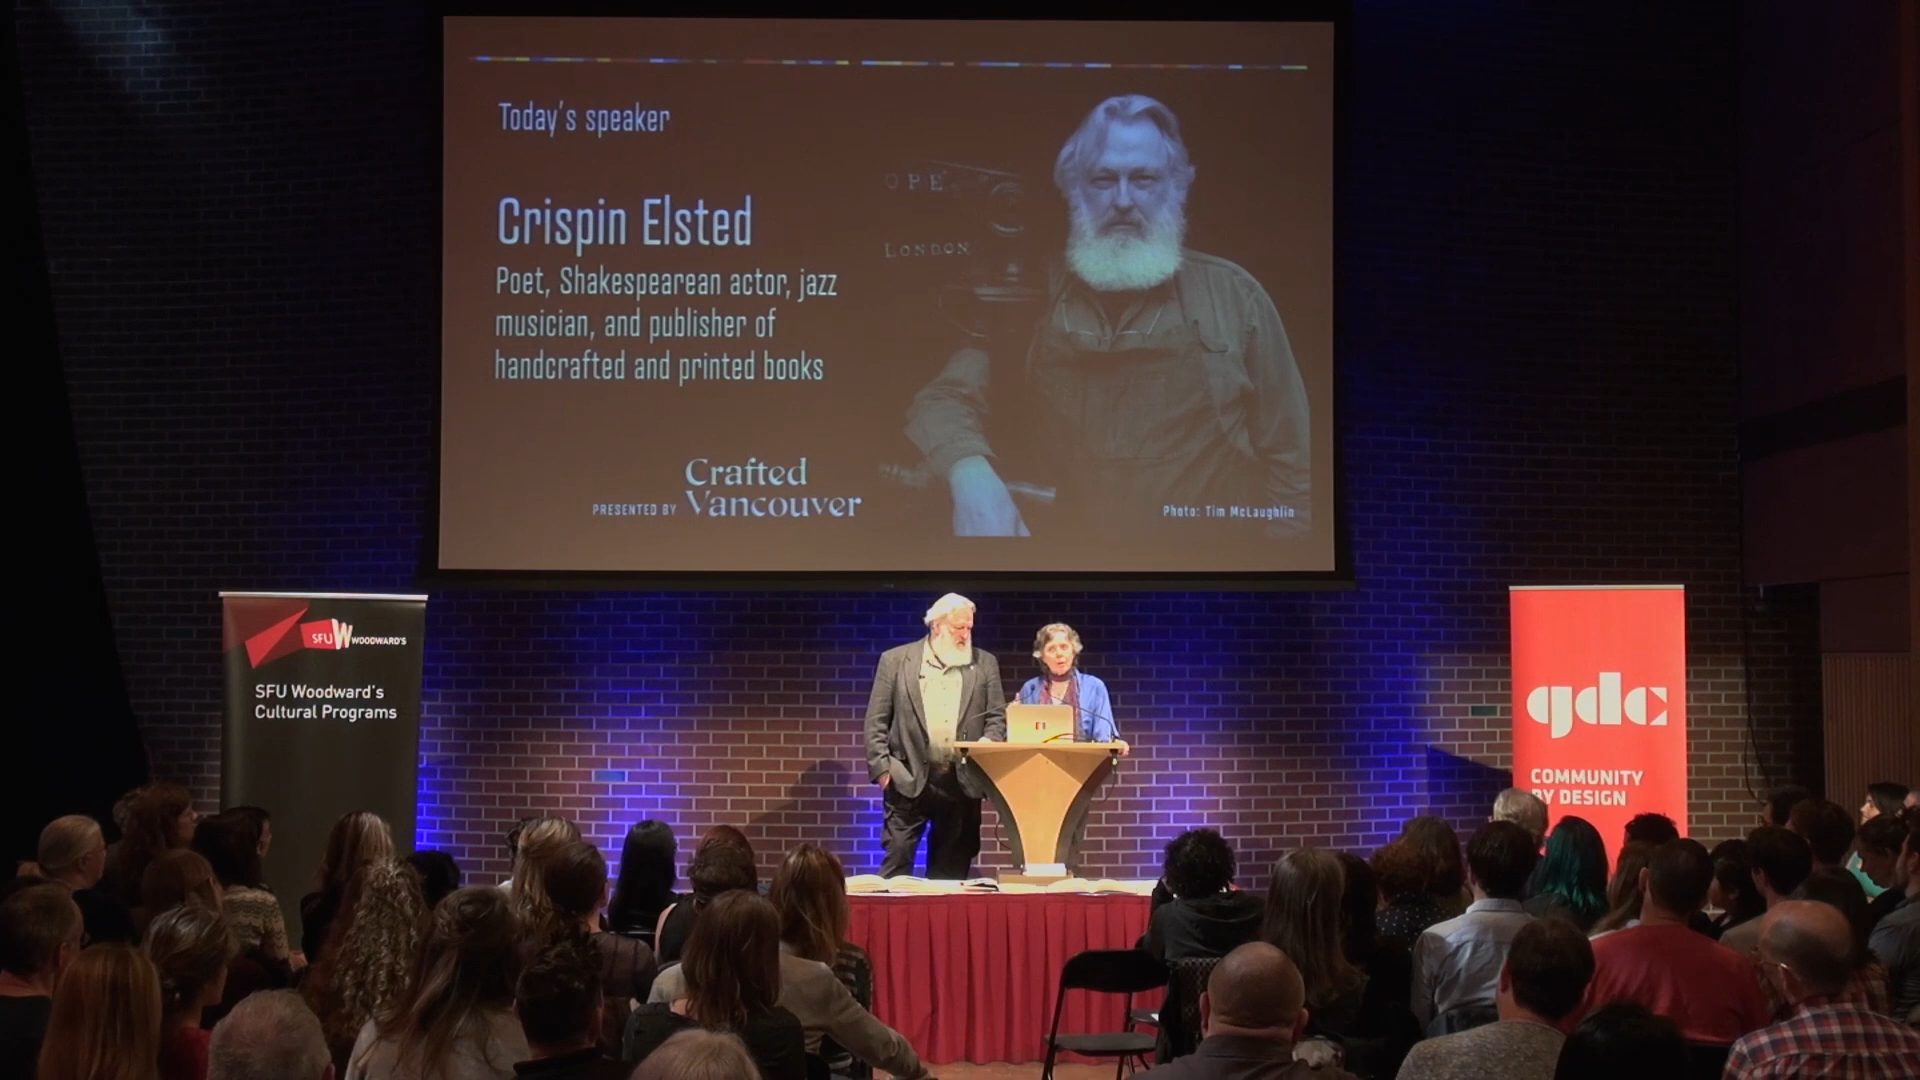 Today's speaker
OPE
LONDON
Crispin Elsted
Poet, Shakespearean actor, jazz
musician, and publisher of
handcrafted and printed books
PRESENTED BY Crafted
Vancouver
Photo: Tim McLaughlin
SFU W WOODWARD'S
SFU Woodward's
Cultural Programs
gdc
COMMUNITY
BY DESIGN